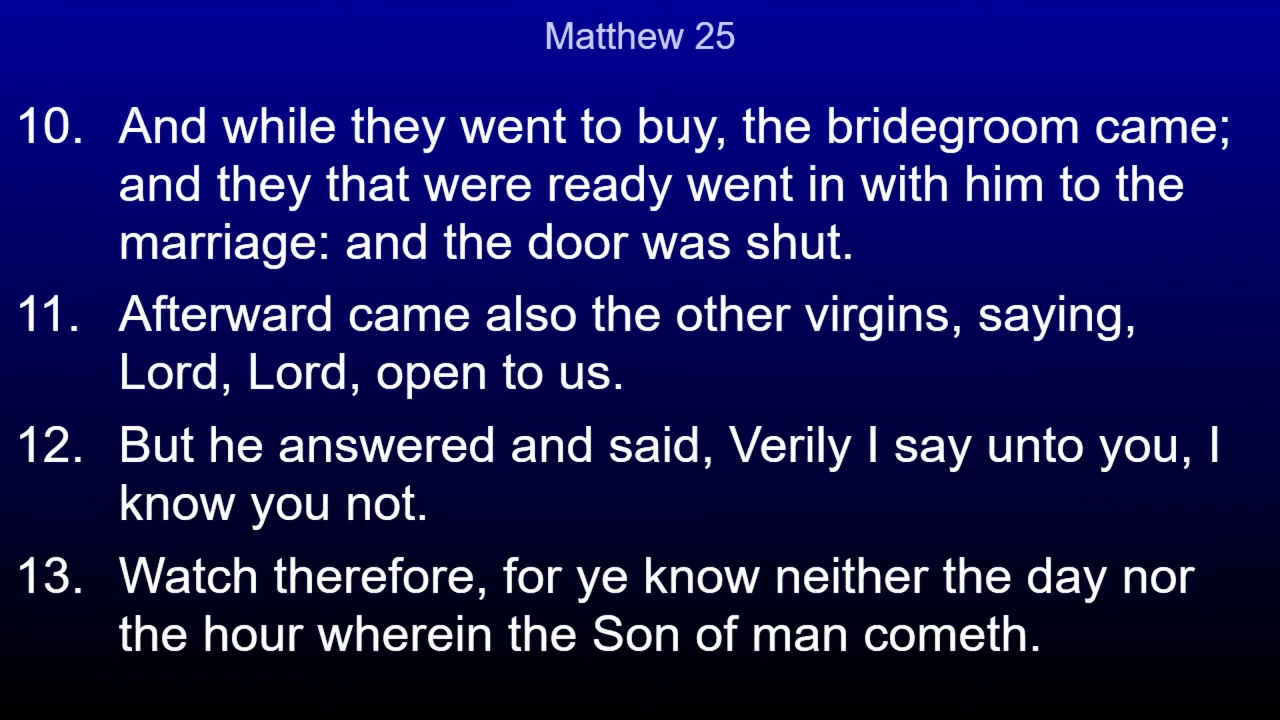 Matthew 25
10. And while they went to buy, the bridegroom came;
and they that were ready went in with him to the
marriage: and the door was shut.
11. Afterward came also the other virgins, saying,
Lord, Lord, open to us.
12. But he answered and said, Verily I say unto you, I
know you not.
13. Watch therefore, for ye know neither the day nor
the hour wherein the Son of man cometh.